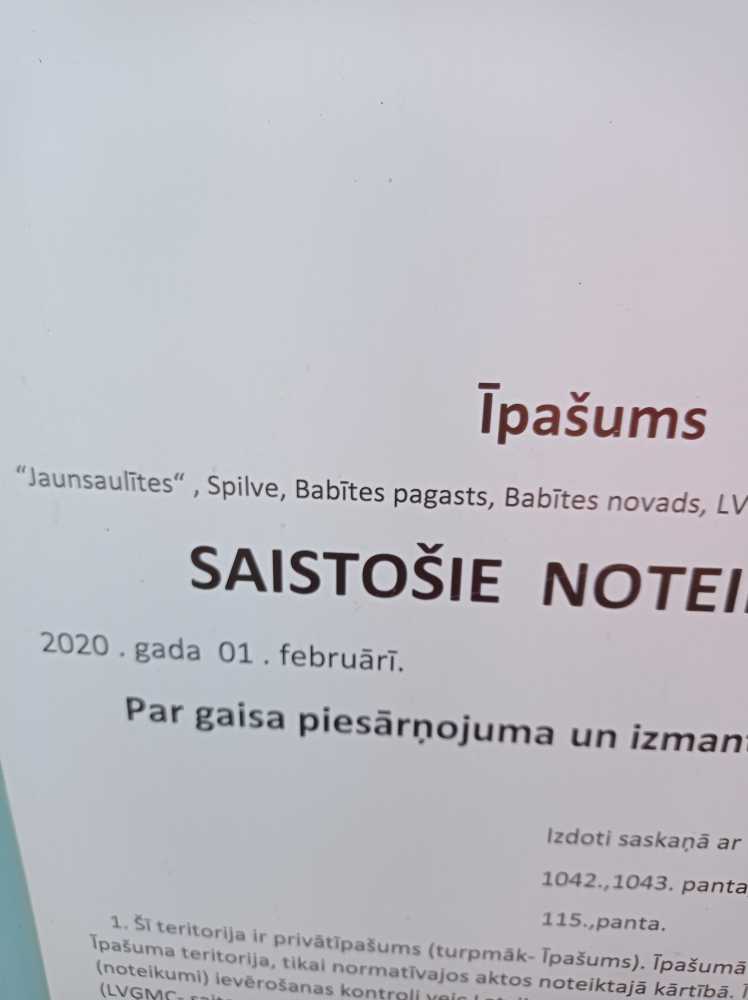 Īpašums
“Jaunsaulītes“ , Spilve, Babītes pagasts, Babītes novads, LV
SAISTOŠIE NOTEI
2020 . gada 01 . februārī.
Par gaisa piesārņojuma un izman
Izdoti saskaņā ar
1042.,1043. panta
115.,panta.
1. Šī teritorija ir privātīpašums (turpmāk- Īpašums). Īpašumā
Īpašuma teritorija, tikai normatīvajos aktos noteiktajā kārtībā.
(noteikumi) ievērošanas kontroli veic
(LVGMC-